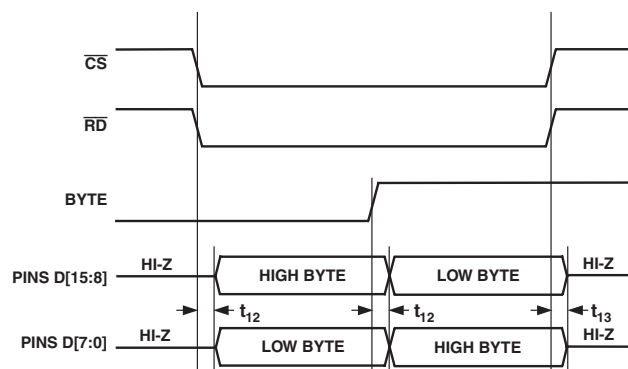 CS
RD
BYTE
PINS D[15:8] HI-Z HIGH BYTE LOW BYTE HI-Z
t12 t12 t13
PINS D[7:0] HI-Z LOW BYTE HIGH BYTE HI-Z